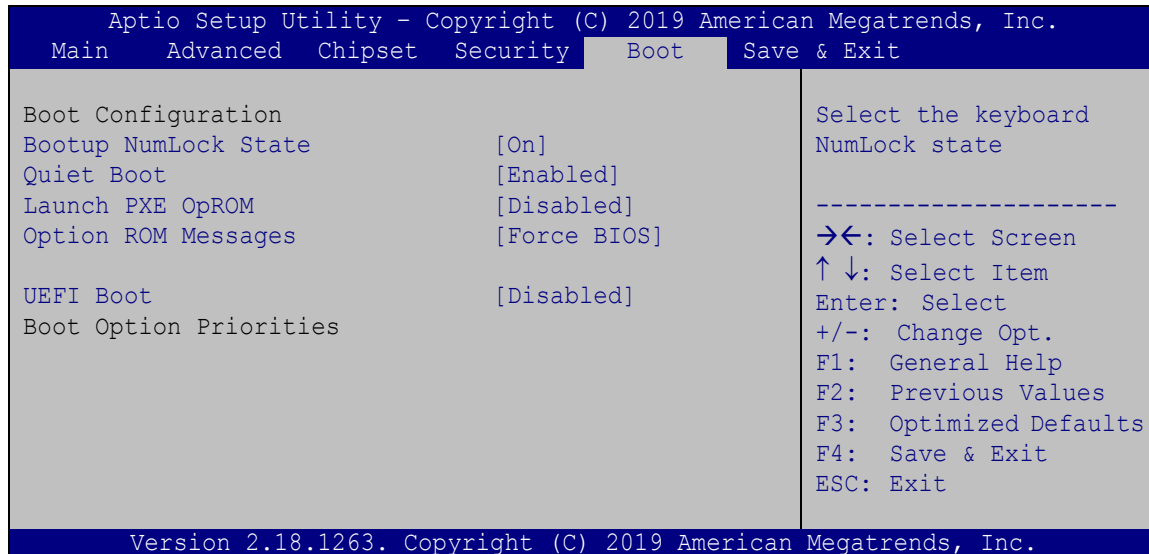 Aptio Setup Utility – Copyright (C) 2019 American Megatrends, Inc.
Main Advanced Chipset Security Boot Save & Exit
Boot Configuration
Bootup NumLock State [On]
Quiet Boot [Enabled]
Launch PXE OpROM [Disabled]
Option ROM Messages [Force BIOS]
UEFI Boot [Disabled]
Boot Option Priorities
Select the keyboard
NumLock state
---------------------
→←: Select Screen
↑ ↓: Select Item
Enter: Select
+/-: Change Opt.
F1: General Help
F2: Previous Values
F3: Optimized Defaults
F4: Save & Exit
ESC: Exit
Version 2.18.1263. Copyright (C) 2019 American Megatrends, Inc.